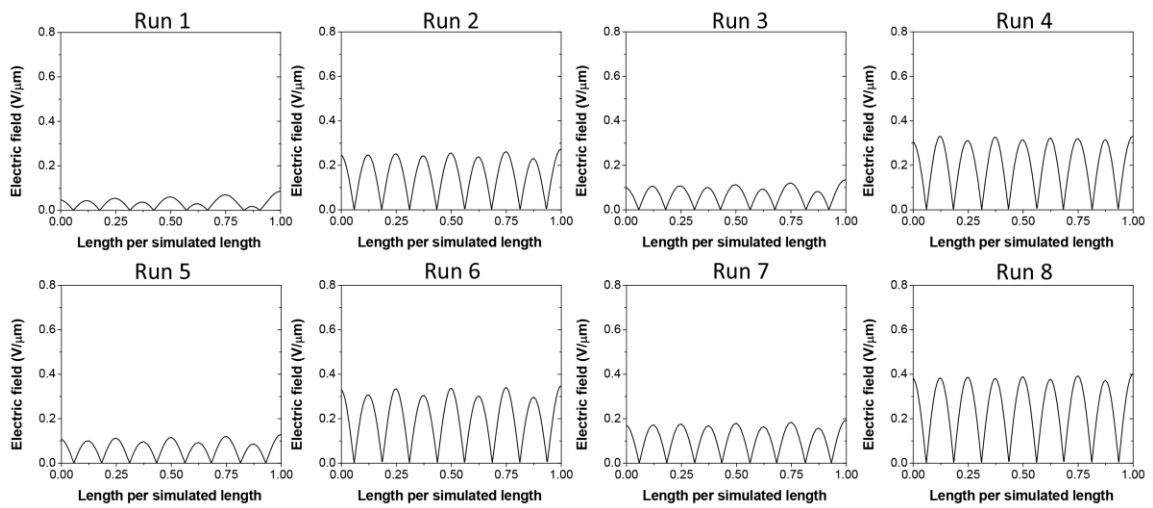 Run 1 Run 2 Run 3 Run 4
0.8 0.8 0.8 0.8
0.6 0.6 0.6 0.6
0.4 0.4 0.4 0.4
0.2 0.2 0.2 0.2
0.0 0.0 0.0 0.0
Electric field (V/μm) Electric field (V/μm) Electric field (V/μm) Electric field (V/μm)
0.00 0.25 0.50 0.75 1.00 0.00 0.25 0.50 0.75 1.00 0.00 0.25 0.50 0.75 1.00 0.00 0.25 0.50 0.75 1.00
Length per simulated length Length per simulated length Length per simulated length Length per simulated length
Run 5 Run 6 Run 7 Run 8
0.8 0.8 0.8 0.8
0.6 0.6 0.6 0.6
0.4 0.4 0.4 0.4
0.2 0.2 0.2 0.2
0.0 0.0 0.0 0.0
Electric field (V/μm) Electric field (V/μm) Electric field (V/μm) Electric field (V/μm)
0.00 0.25 0.50 0.75 1.00 0.00 0.25 0.50 0.75 1.00 0.00 0.25 0.50 0.75 1.00 0.00 0.25 0.50 0.75 1.00
Length per simulated length Length per simulated length Length per simulated length Length per simulated length